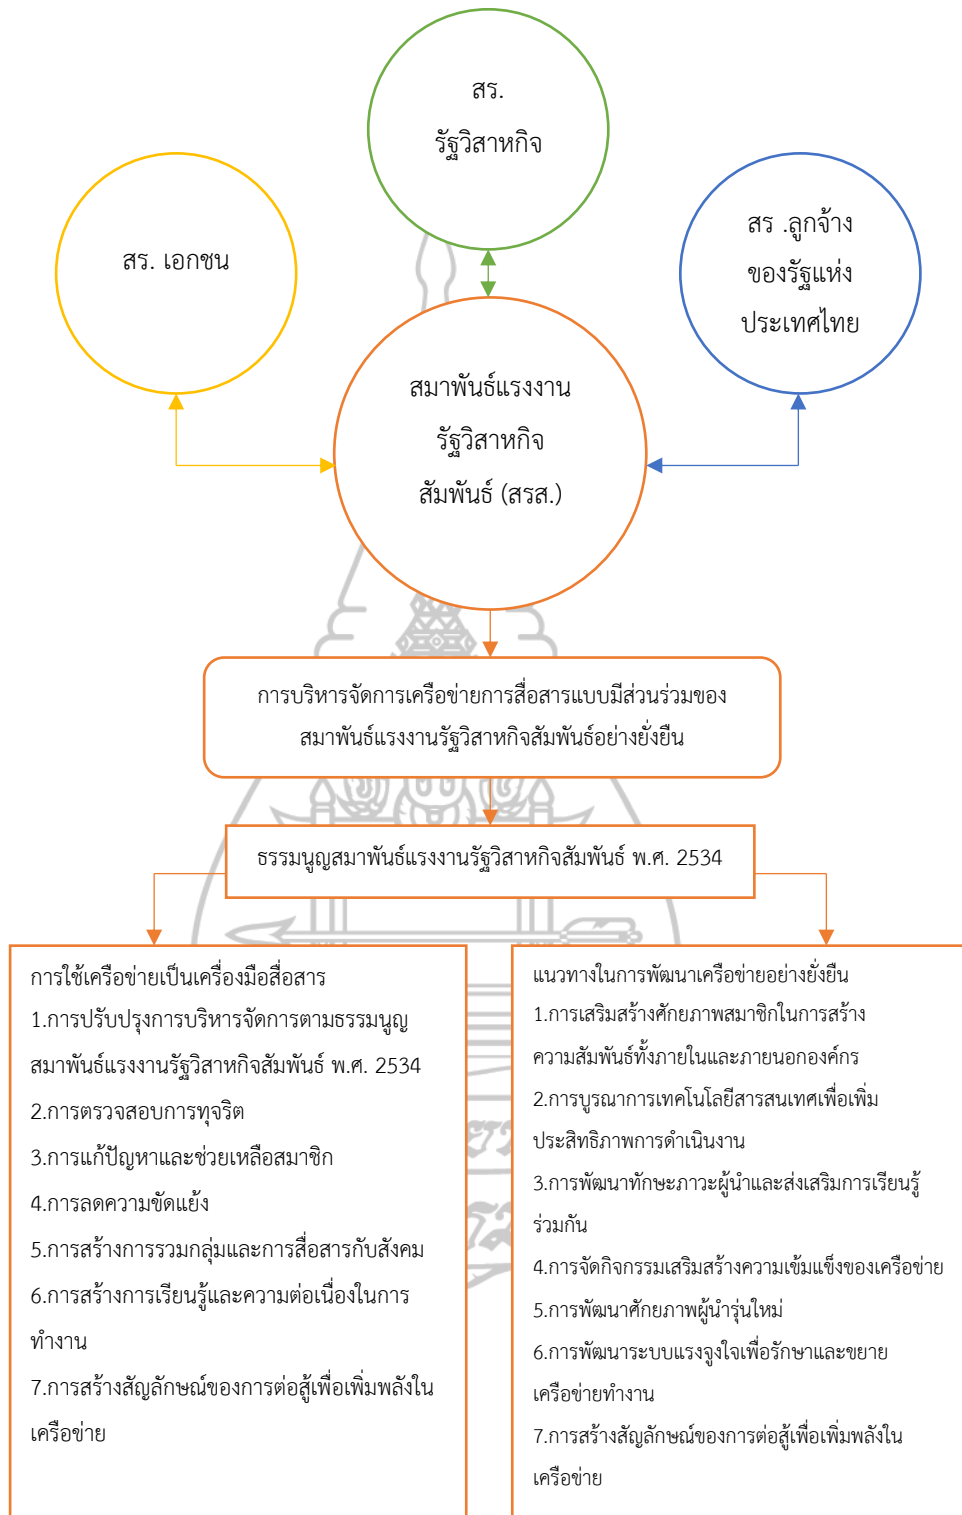 สร.
รัฐวิสาหกิจ
สร. เอกชน
สร .ลูกจ้าง
ของรัฐแห่ง
ประเทศไทย
สมาพันธ์แรงงาน
รัฐวิสาหกิจ
สัมพันธ์ (สรส.)
การบริหารจัดการเครือข่ายการสื่อสารแบบมีส่วนร่วมของ
สมาพันธ์แรงงานรัฐวิสาหกิจสัมพันธ์อย่างยั่งยืน
ธรรมนูญสมาพันธ์แรงงานรัฐวิสาหกิจสัมพันธ์ พ.ศ. 2534
การใช้เครือข่ายเป็นเครื่องมือสื่อสาร
1.การปรับปรุงการบริหารจัดการตามธรรมนูญ
สมาพันธ์แรงงานรัฐวิสาหกิจสัมพันธ์ พ.ศ. 2534
2.การตรวจสอบการทุจริต
3.การแก้ปัญหาและช่วยเหลือสมาชิก
4.การลดความขัดแย้ง
5.การสร้างการรวมกลุ่มและการสื่อสารกับสังคม
6.การสร้างการเรียนรู้และความต่อเนื่องในการ
ทำงาน
7.การสร้างสัญลักษณ์ของการต่อสู้เพื่อเพิ่มพลังใน
เครือข่าย
แนวทางในการพัฒนาเครือข่ายอย่างยั่งยืน
1.การเสริมสร้างศักยภาพสมาชิกในการสร้าง
ความสัมพันธ์ทั้งภายในและภายนอกองค์กร
2.การบูรณาการเทคโนโลยีสารสนเทศเพื่อเพิ่ม
ประสิทธิภาพการดำเนินงาน
3.การพัฒนาทักษะภาวะผู้นำและส่งเสริมการเรียนรู้
ร่วมกัน
4.การจัดกิจกรรมเสริมสร้างความเข้มแข็งของเครือข่าย
5.การพัฒนาศักยภาพผู้นำรุ่นใหม่
6.การพัฒนาระบบแรงจูงใจเพื่อรักษาและขยาย
เครือข่ายทำงาน
7.การสร้างสัญลักษณ์ของการต่อสู้เพื่อเพิ่มพลังใน
เครือข่าย